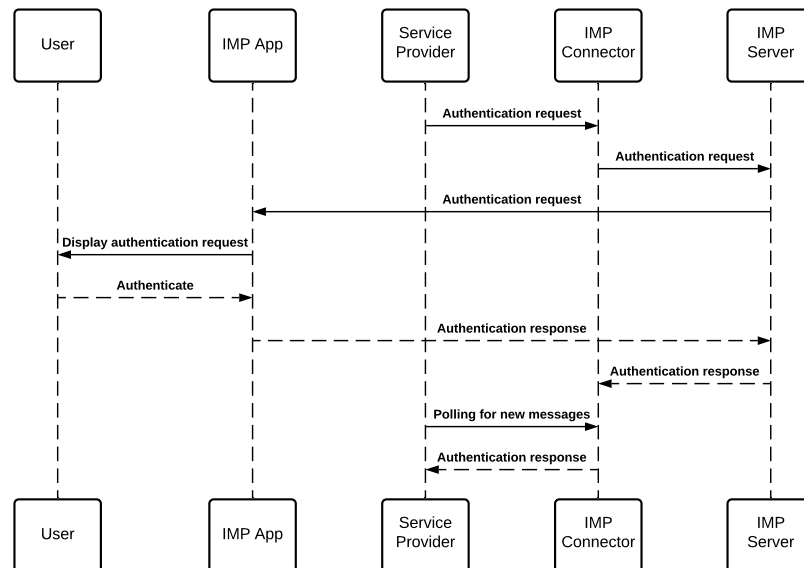 User
IMP App
Service
Provider
IMP
Connector
IMP
Server
Authentication request
Authentication request
Authentication request
Display authentication request
Authenticate
Authentication response
Authentication response
Polling for new messages
Authentication response
User
IMP App
Service
Provider
IMP
Connector
IMP
Server